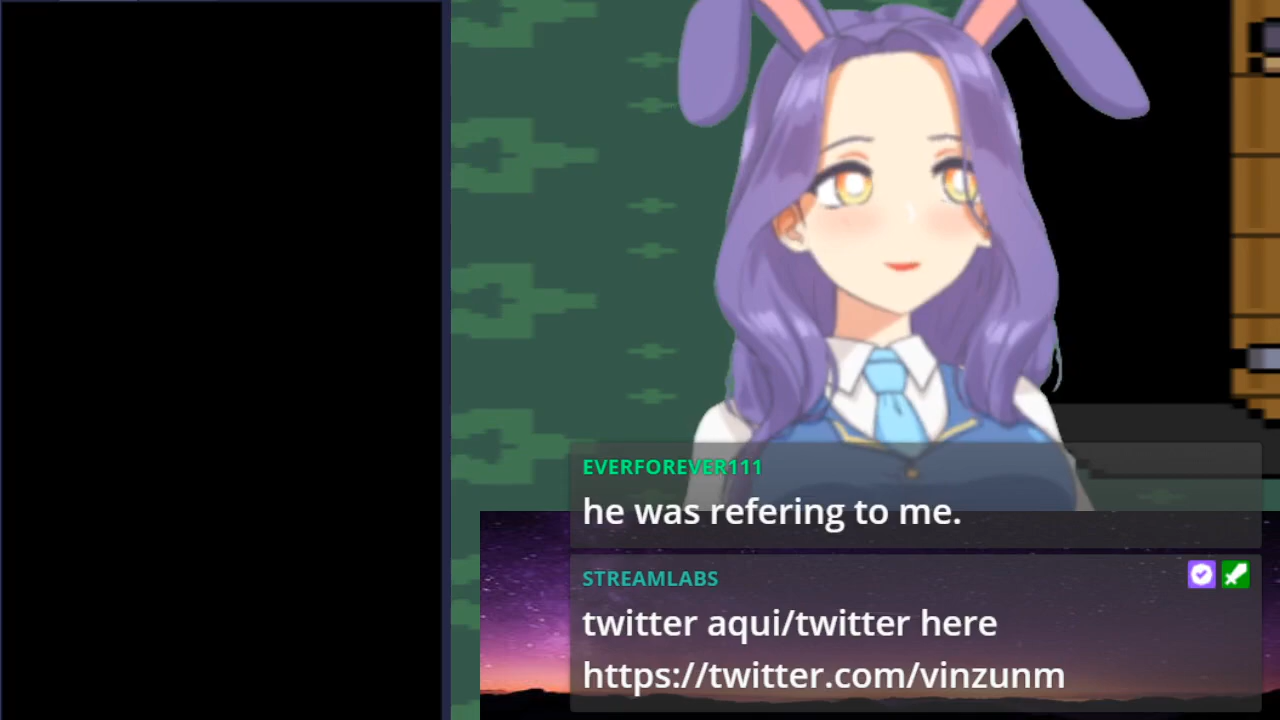 EVERFOREVER111
he was refering to me.
STREAMLABS
twitter aqui/twitter here
https://twitter.com/vinzunm